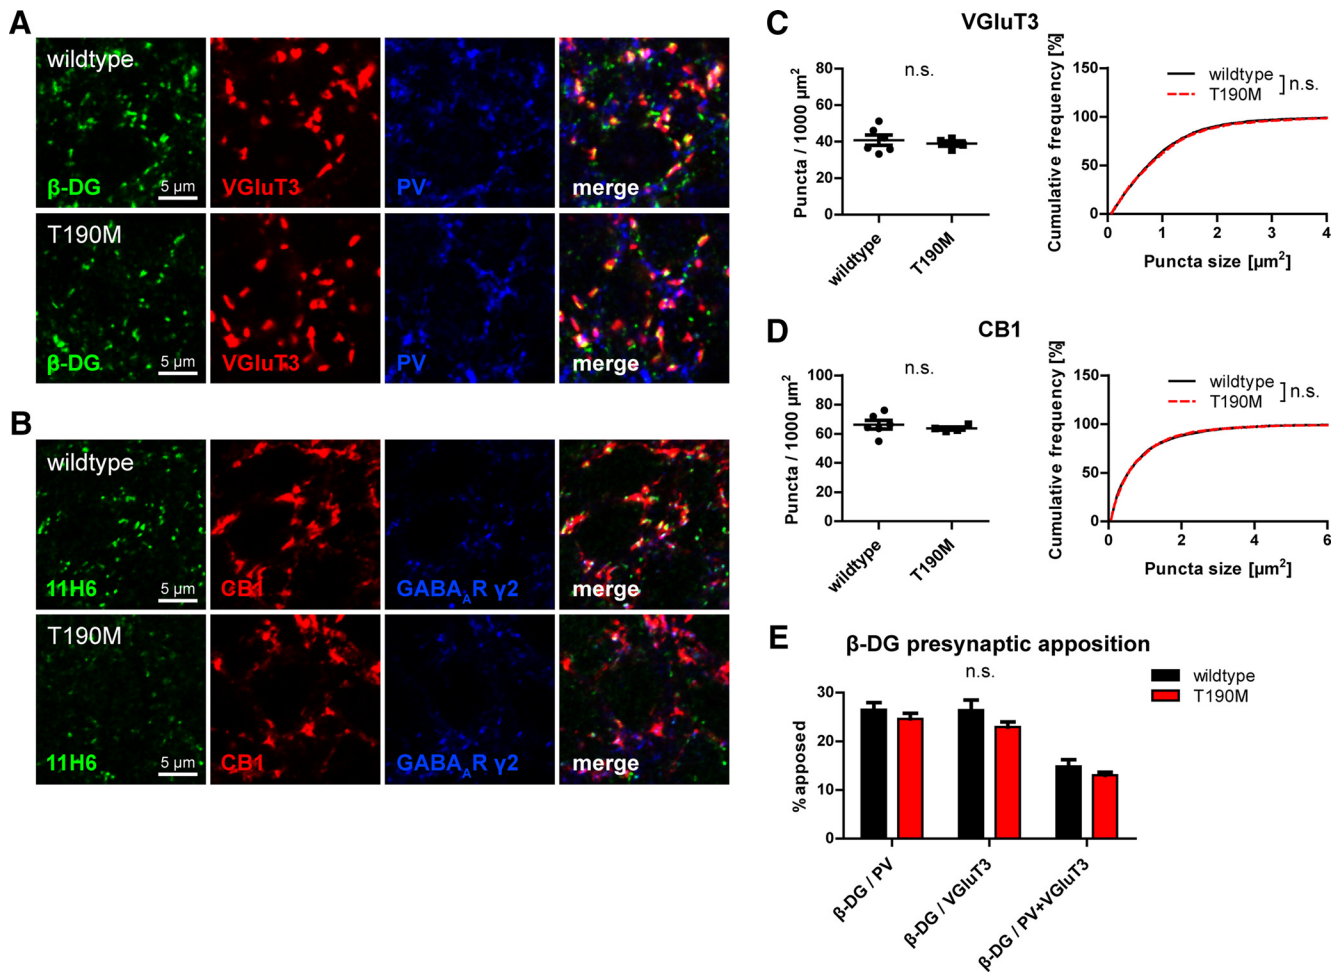 A
wildtype
β-DG
5 µm
VGluT3
PV
merge
T190M
β-DG
5 µm
VGluT3
PV
merge
B
wildtype
11H6
5 µm
CB1
GABAAR γ2
merge
T190M
11H6
5 µm
CB1
GABAAR γ2
merge
C
VGluT3
Puncta / 1000 µm²
80
60
40
20
0
n.s.
wildtype
T190M
Cumulative frequency [%]
150
100
50
0
wildtype
T190M
n.s.
0 1 2 3 4
Puncta size [µm²]
D
CB1
Puncta / 1000 µm²
100
80
60
40
20
0
n.s.
wildtype
T190M
Cumulative frequency [%]
150
100
50
0
wildtype
T190M
n.s.
0 2 4 6
Puncta size [µm²]
E
β-DG presynaptic apposition
n.s.
wildtype
T190M
% apposed
30
20
10
0
β-DG / PV
β-DG / VGluT3
β-DG / PV+VGluT3